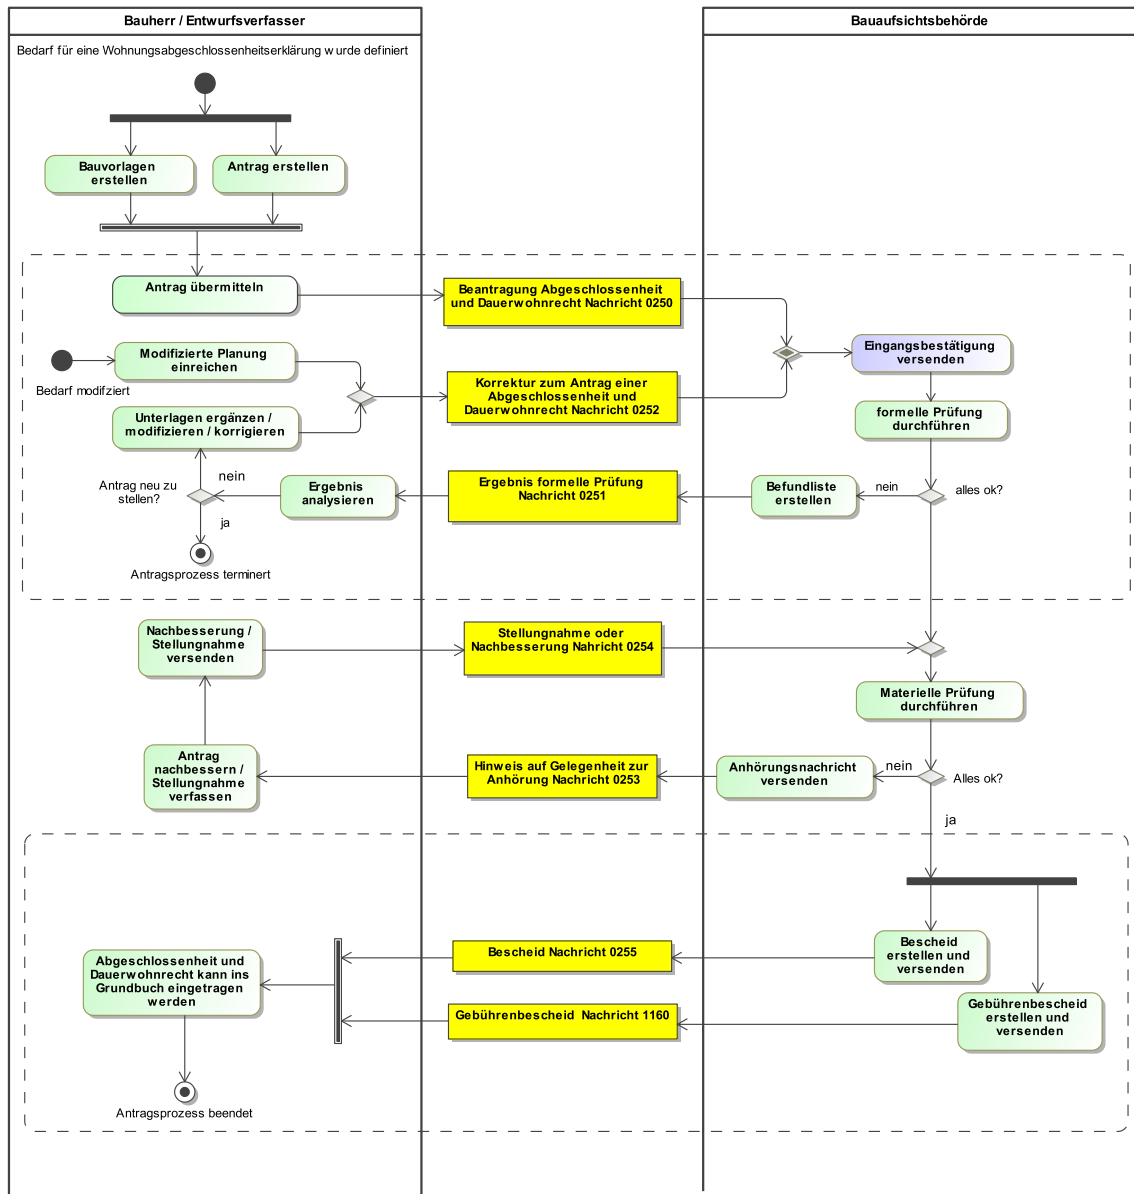 Bauherr / Entwurfsverfasser
Bauaufsichtsbehörde
Bedarf für eine Wohnungsabgeschlossenheitserklärung wurde definiert
Bauvorlagen
erstellen
Antrag erstellen
Antrag übermitteln
Beantragung Abgeschlossenheit
und Dauerwohnrecht Nachricht 0250
Eingangsbestätigung
versenden
Modifizierte Planung
einreichen
Bedarf modifziert
Korrektur zum Antrag einer
Abgeschlossenheit und
Dauerwohnrecht Nachricht 0252
Unterlagen ergänzen /
modifizieren / korrigieren
formelle Prüfung
durchführen
nein
Antrag neu zu
stellen?
Ergebnis
analysieren
Ergebnis formelle Prüfung
Nachricht 0251
Befundliste
erstellen
nein
alles ok?
ja
Antragsprozess terminert
Nachbesserung /
Stellungnahme
versenden
Stellungnahme oder
Nachbesserung Nahricht 0254
Materielle Prüfung
durchführen
Antrag
nachbessern /
Stellungnahme
verfassen
Hinweis auf Gelegenheit zur
Anhörung Nachricht 0253
Anhörungsnachricht
versenden
nein
Alles ok?
ja
Bescheid
erstellen und
versenden
Bescheid Nachricht 0255
Abgeschlossenheit und
Dauerwohnrecht kann ins
Grundbuch eingetragen
werden
Gebührenbescheid
erstellen und
versenden
Gebührenbescheid  Nachricht 1160
Antragsprozess beendet